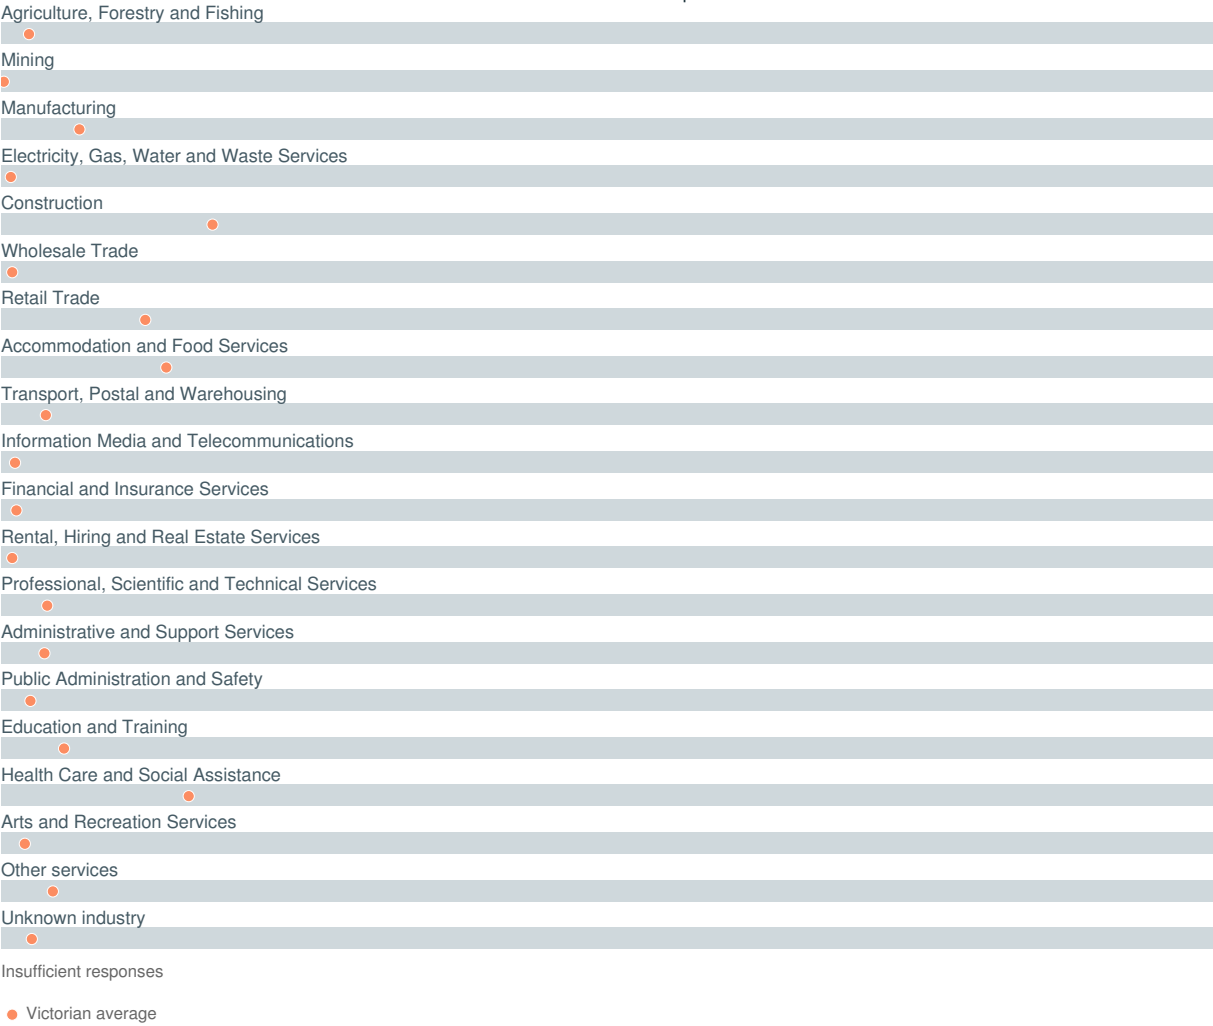 Agriculture, Forestry and Fishing
Mining
Manufacturing
Electricity, Gas, Water and Waste Services
Construction
Wholesale Trade
Retail Trade
Accommodation and Food Services
Transport, Postal and Warehousing
Information Media and Telecommunications
Financial and Insurance Services
Rental, Hiring and Real Estate Services
Professional, Scientific and Technical Services
Administrative and Support Services
Public Administration and Safety
Education and Training
Health Care and Social Assistance
Arts and Recreation Services
Other services
Unknown industry
Insufficient responses
Victorian average